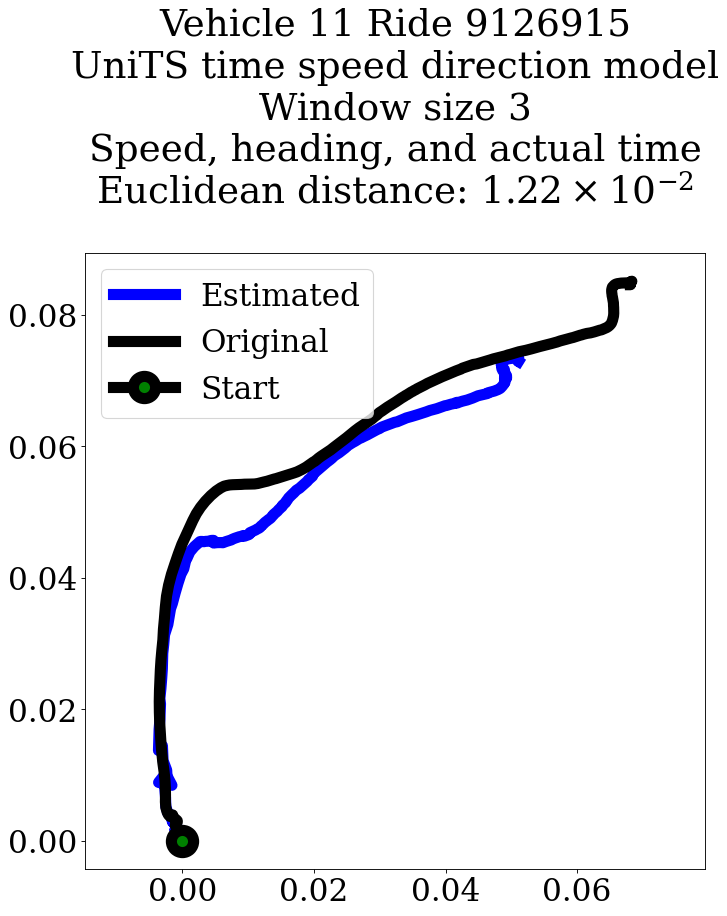 Vehicle 11 Ride 9126915
UniTS time speed direction model
Window size 3
Speed, heading, and actual time
Euclidean distance: 1.22 × 10⁻²
Estimated
Original
Start
0.08
0.06
0.04
0.02
0.00
0.00 0.02 0.04 0.06